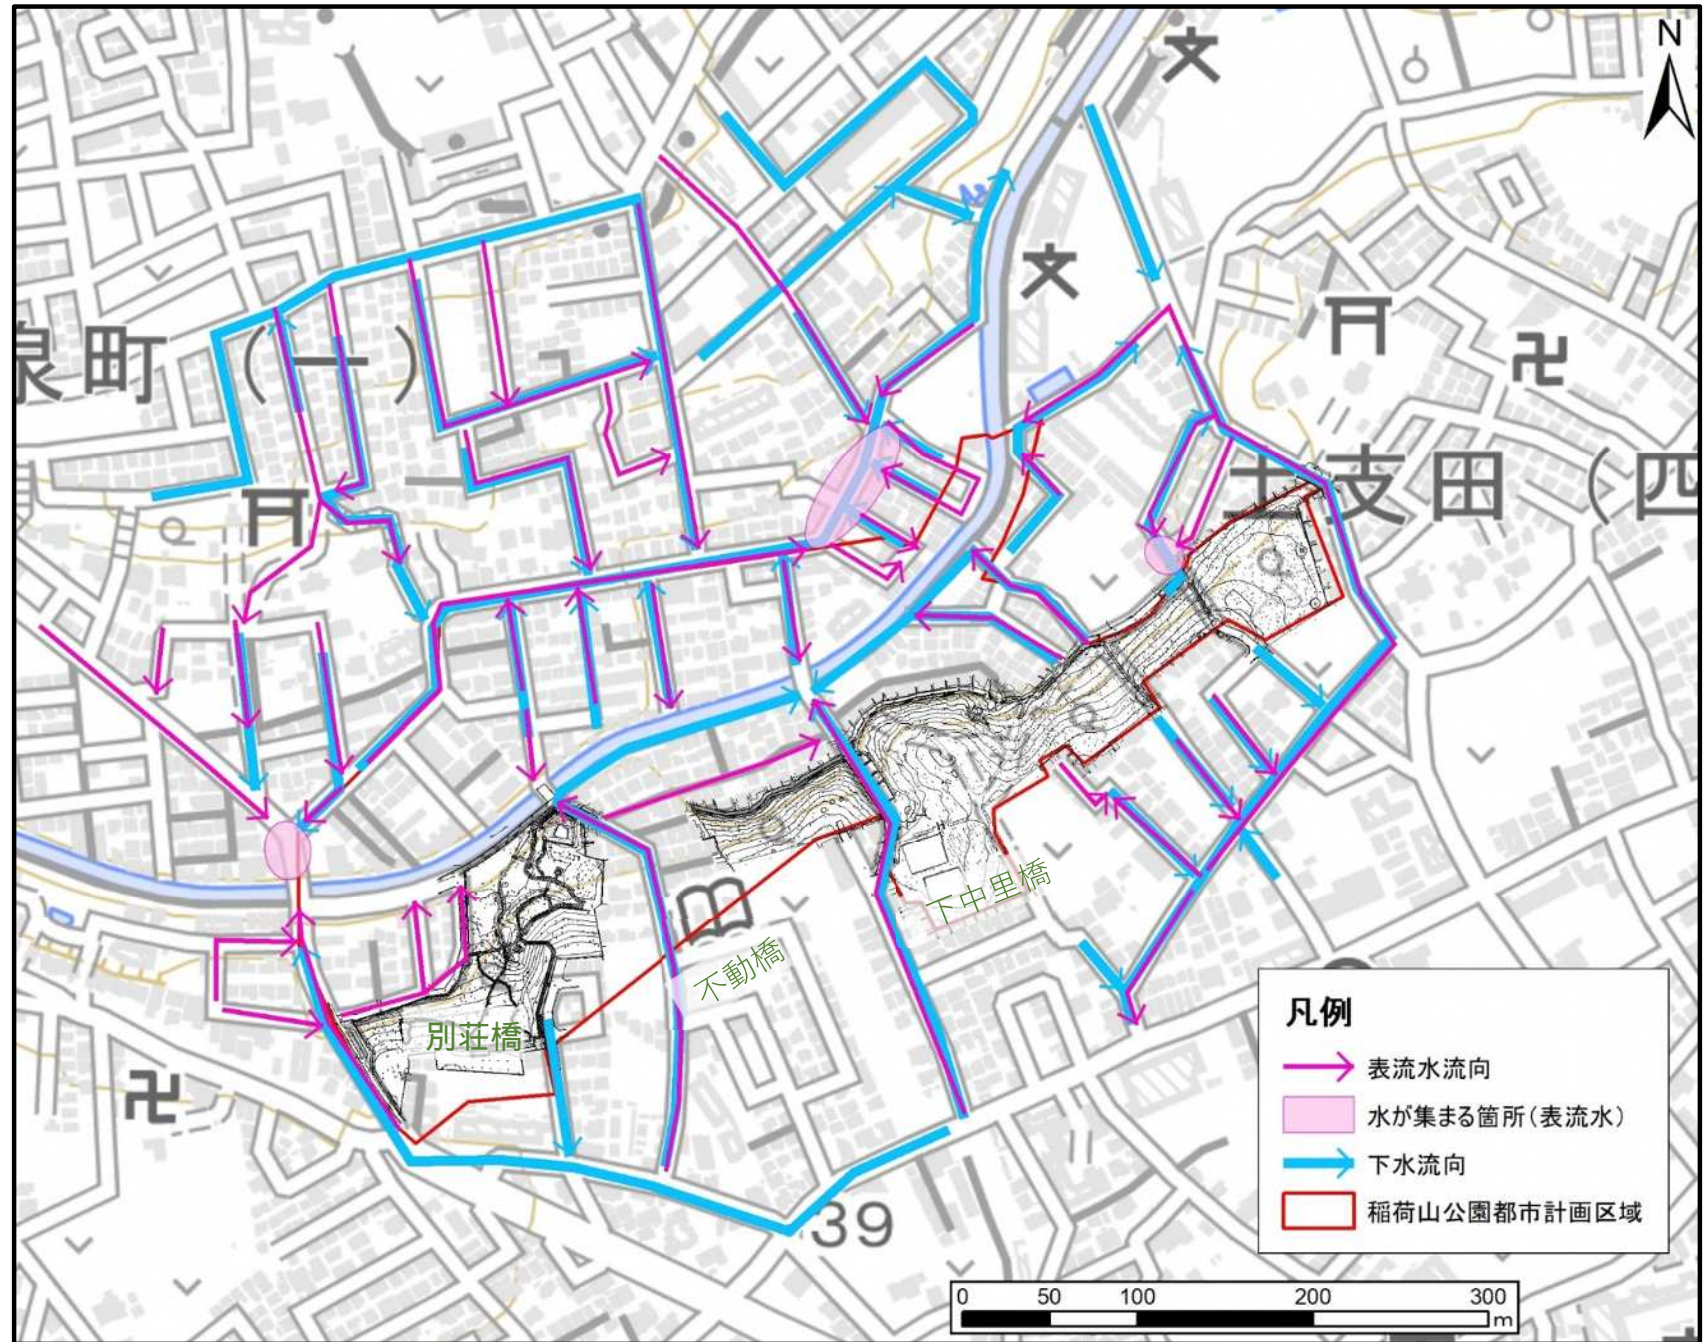 N
泉町(一)
土支田(四
下中里橋
不動橋
別荘橋
39
凡例
表流水流向
水が集まる箇所(表流水)
下水流向
稲荷山公園都市計画区域
0 50 100 200 300
m